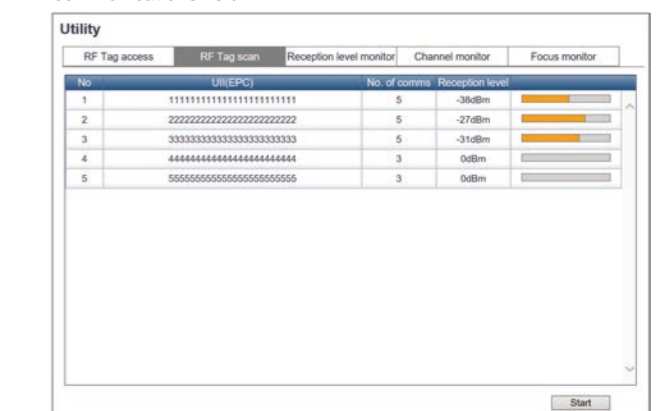 Utility
RF Tag access RF Tag scan Reception level monitor Channel monitor Focus monitor
No UII(EPC) No. of comms Reception level
1 111111111111111111111111 5 -38dBm
2 222222222222222222222222 5 -27dBm
3 333333333333333333333333 5 -31dBm
4 444444444444444444444444 3 0dBm
5 555555555555555555555555 3 0dBm
Start